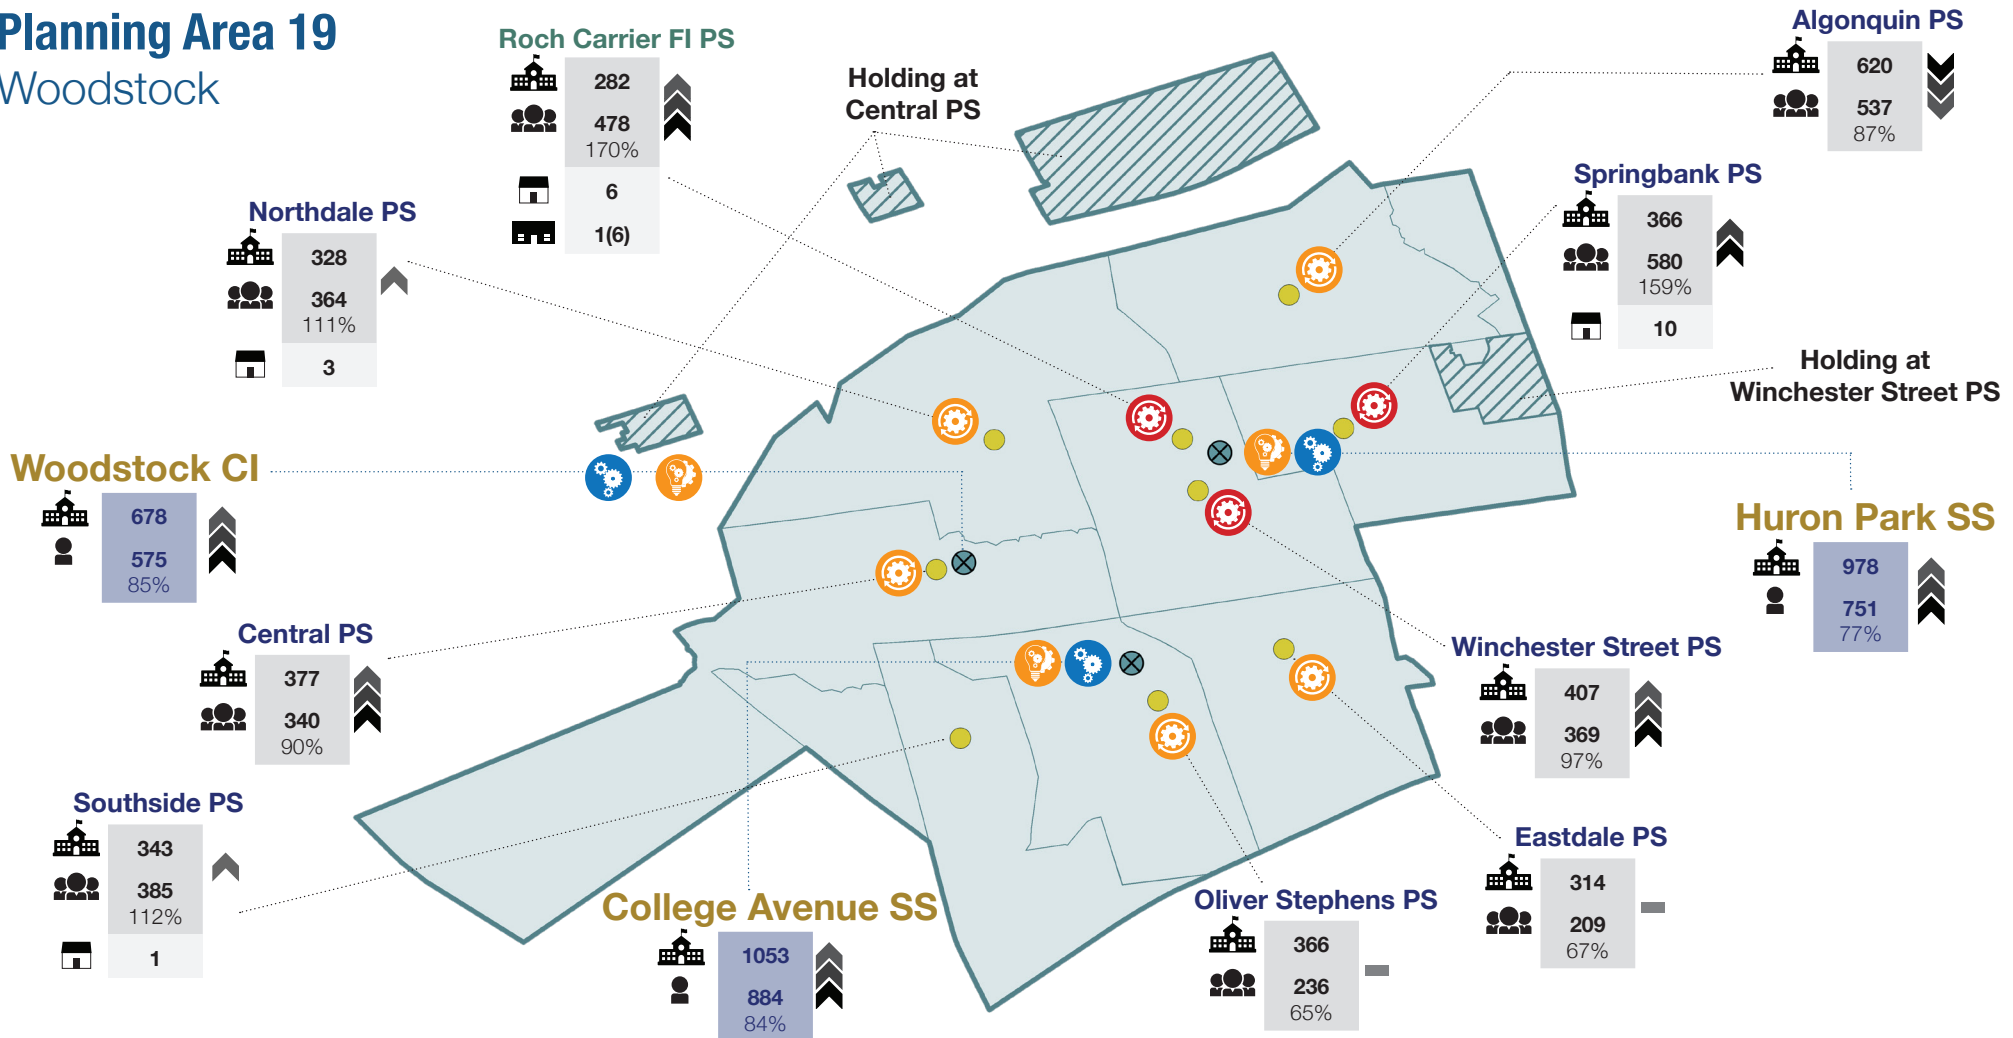 Planning Area 19
Woodstock
Roch Carrier FI PS
282
478
170%
6
1(6)
Holding at
Central PS
Algonquin PS
620
537
87%
Springbank PS
366
580
159%
10
Northdale PS
328
364
111%
3
Holding at
Winchester Street PS
Woodstock CI
678
575
85%
Huron Park SS
978
751
77%
Central PS
377
340
90%
Winchester Street PS
407
369
97%
Southside PS
343
385
112%
1
College Avenue SS
1053
884
84%
Oliver Stephens PS
366
236
65%
Eastdale PS
314
209
67%